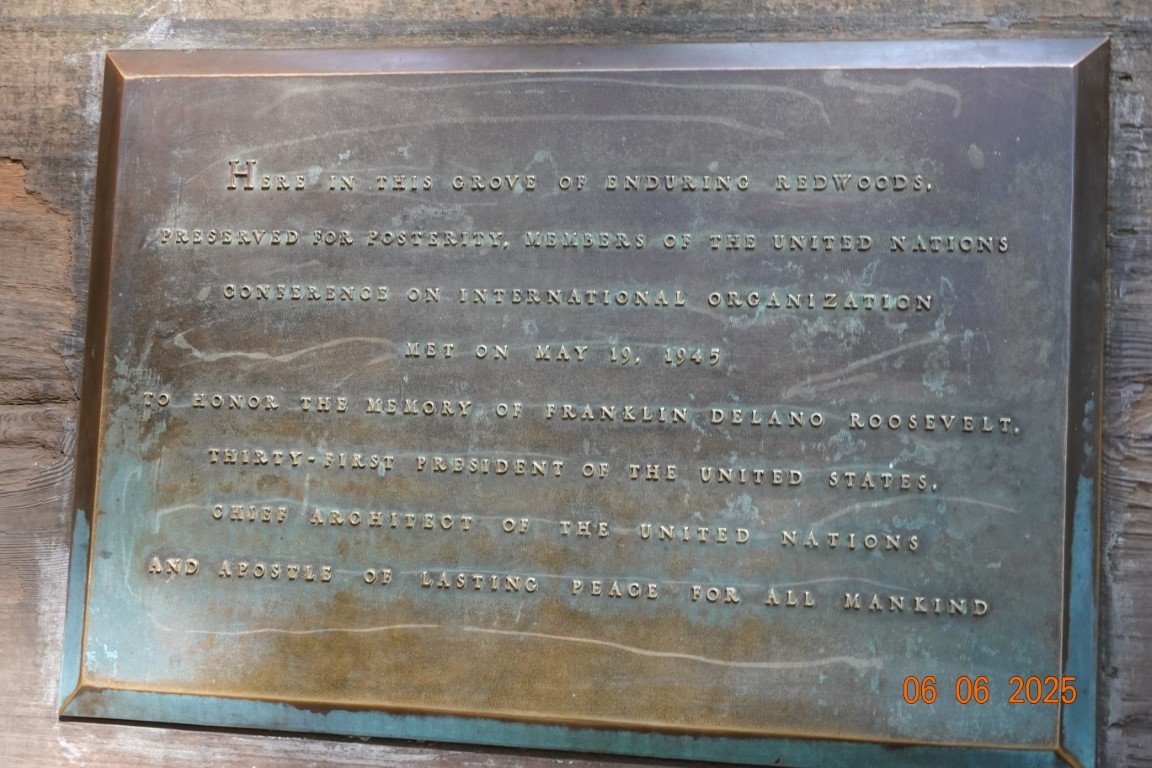 HERE IN THIS GROVE OF ENDURING REDWOODS,
PRESERVED FOR POSTERITY, MEMBERS OF THE UNITED NATIONS
CONFERENCE ON INTERNATIONAL ORGANIZATION
MET ON MAY 19, 1945
TO HONOR THE MEMORY OF FRANKLIN DELANO ROOSEVELT,
THIRTY-FIRST PRESIDENT OF THE UNITED STATES,
CHIEF ARCHITECT OF THE UNITED NATIONS
AND APOSTLE OF LASTING PEACE FOR ALL MANKIND
06 06 2025